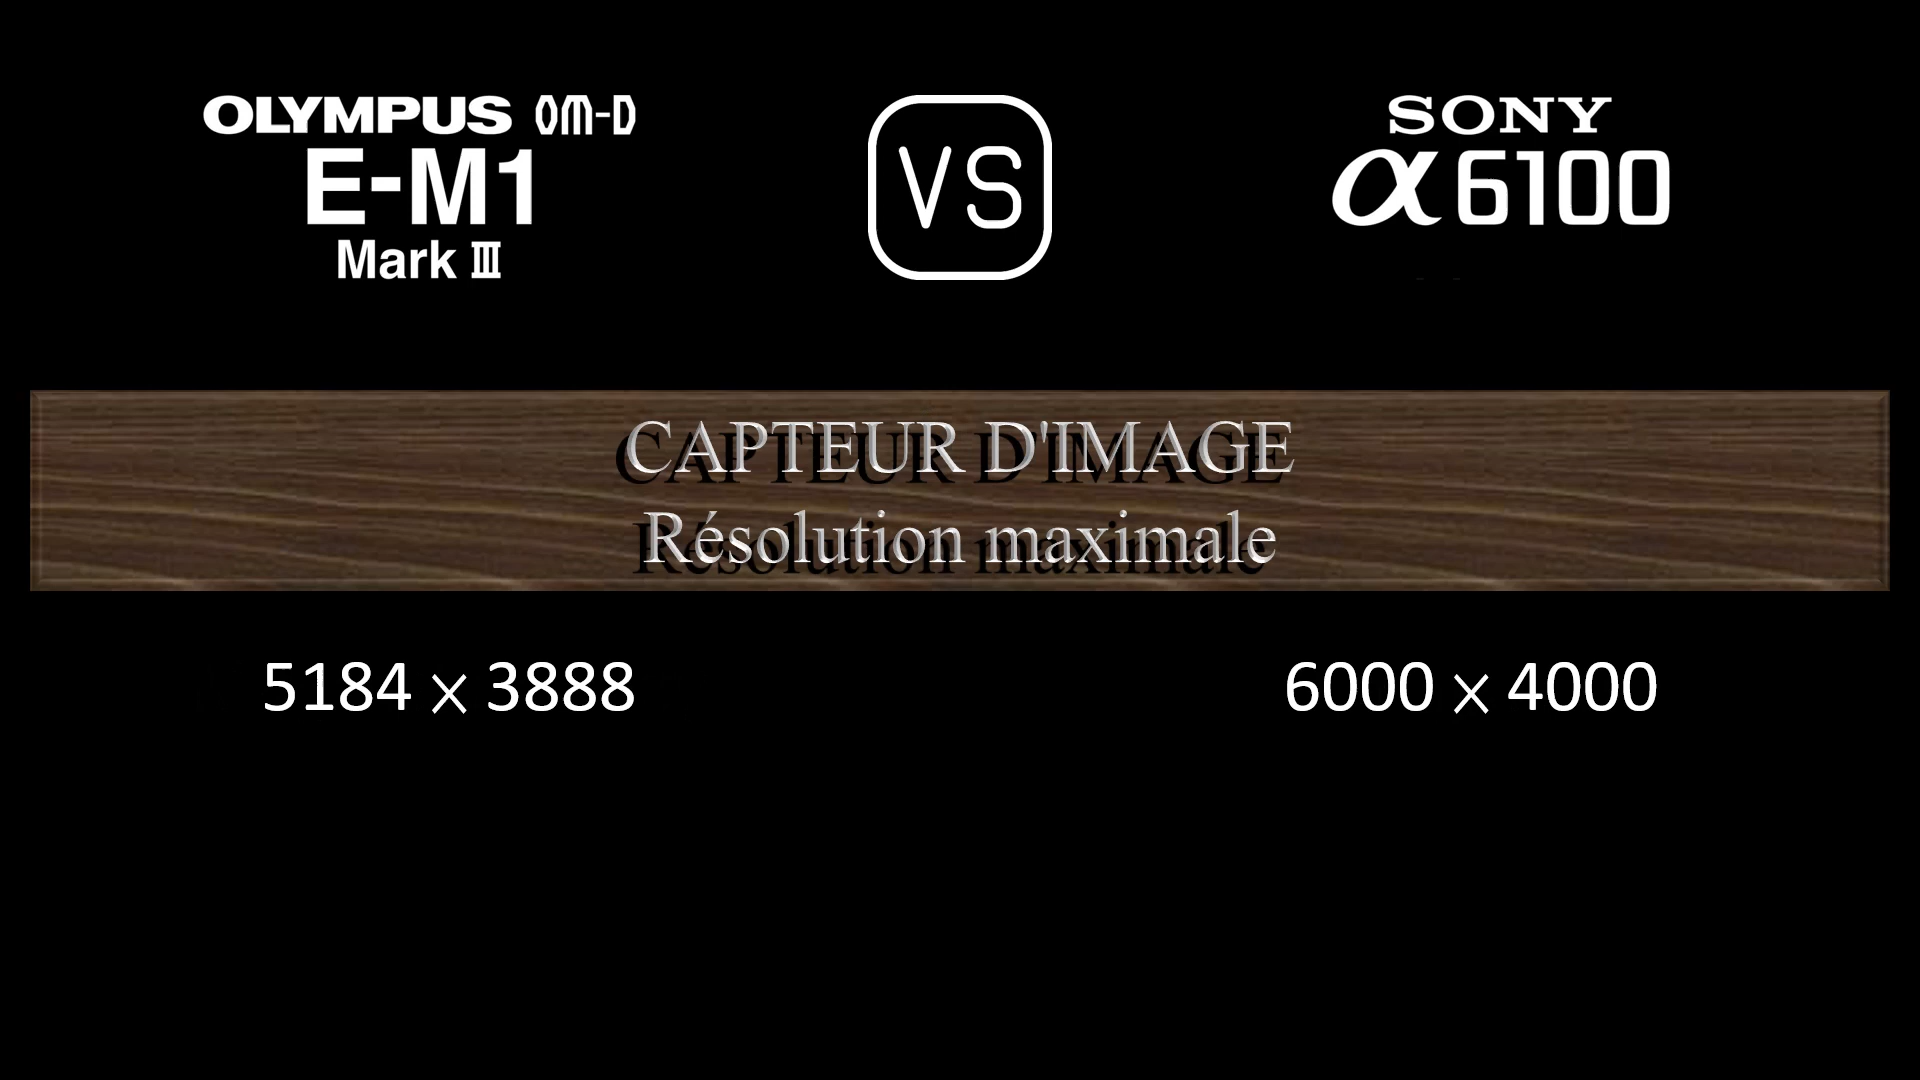 OLYMPUS OM-D
E-M1
Mark III
VS
SONY
α6100
CAPTEUR D'IMAGE
Résolution maximale
5184 x 3888
6000 x 4000